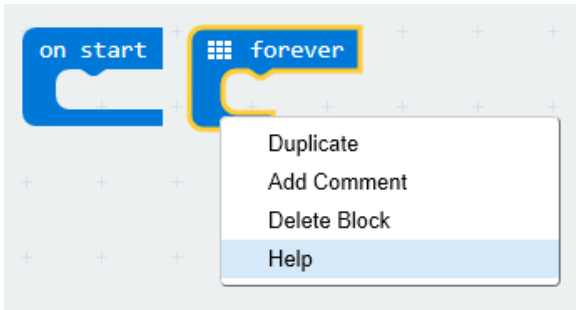 on start
forever
Duplicate
Add Comment
Delete Block
Help